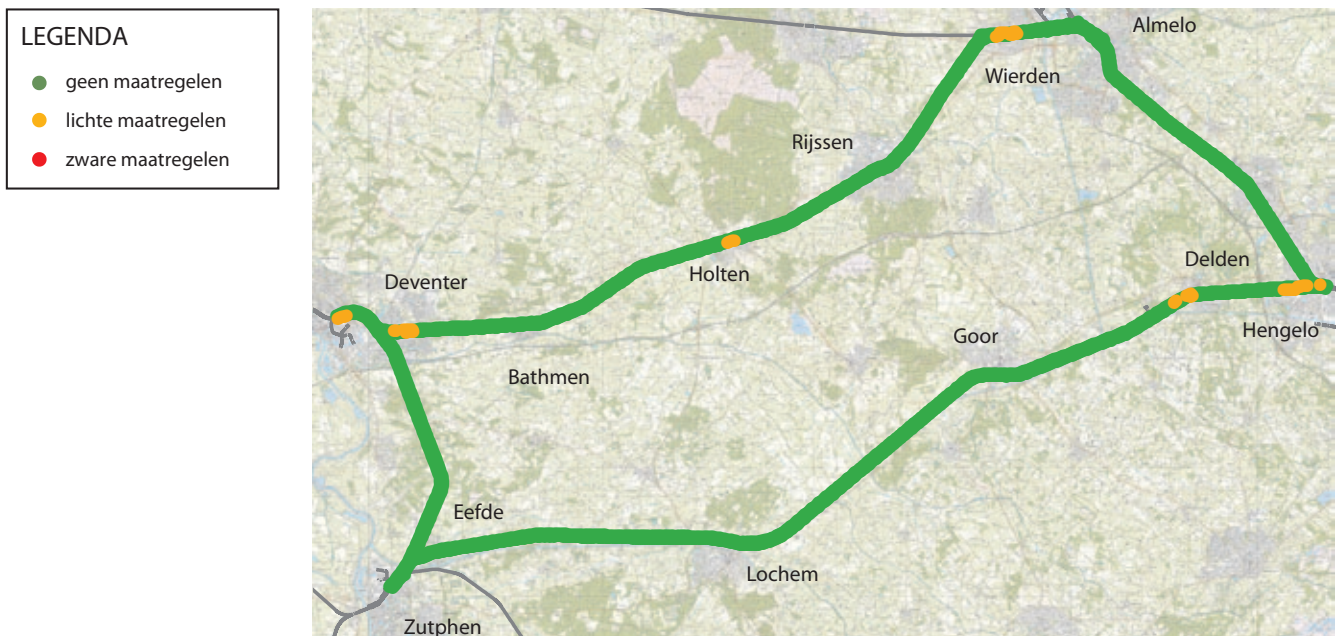 LEGENDA
geen maatregelen
lichte maatregelen
zware maatregelen
Almelo
Wierden
Rijssen
Delden
Holten
Deventer
Hengelo
Goor
Bathmen
Eefde
Lochem
Zutphen